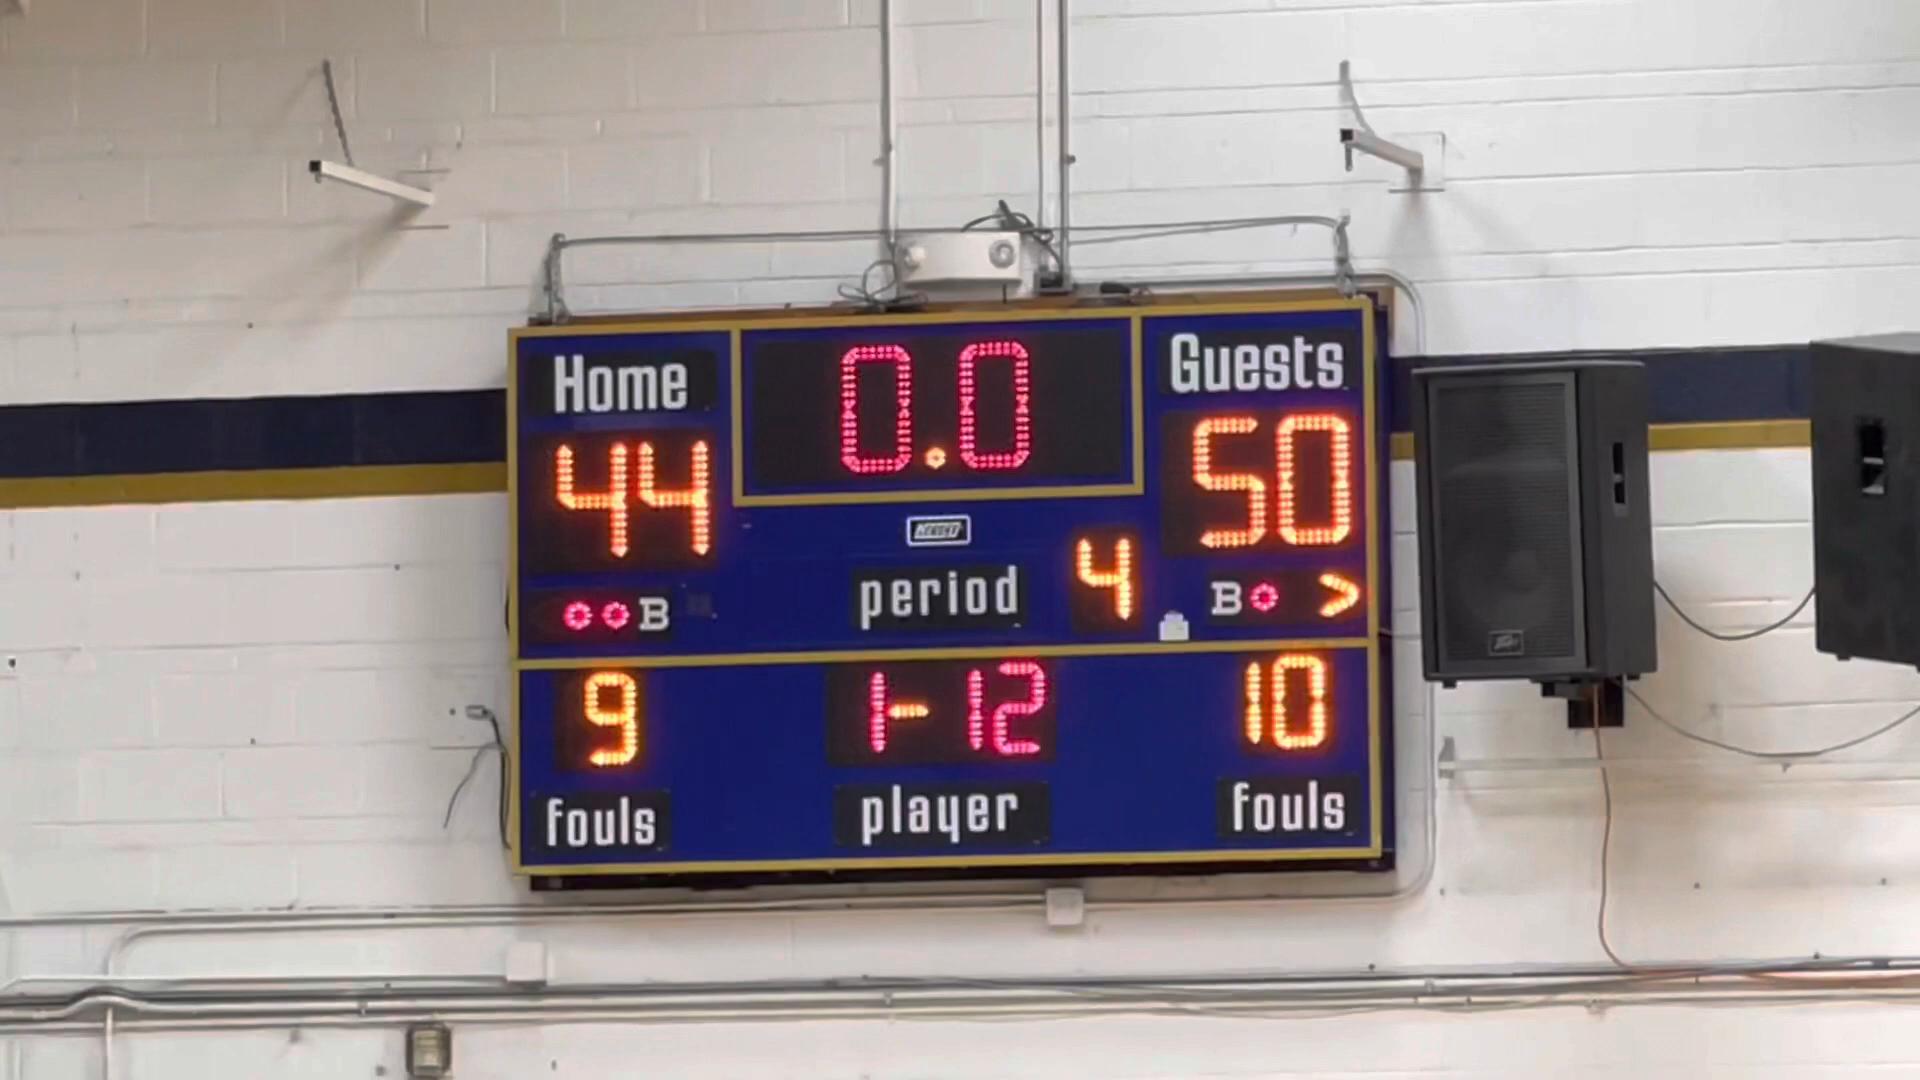 Home 0.0 Guests
44 50
period 4
B B >
9 1-12 10
fouls player fouls